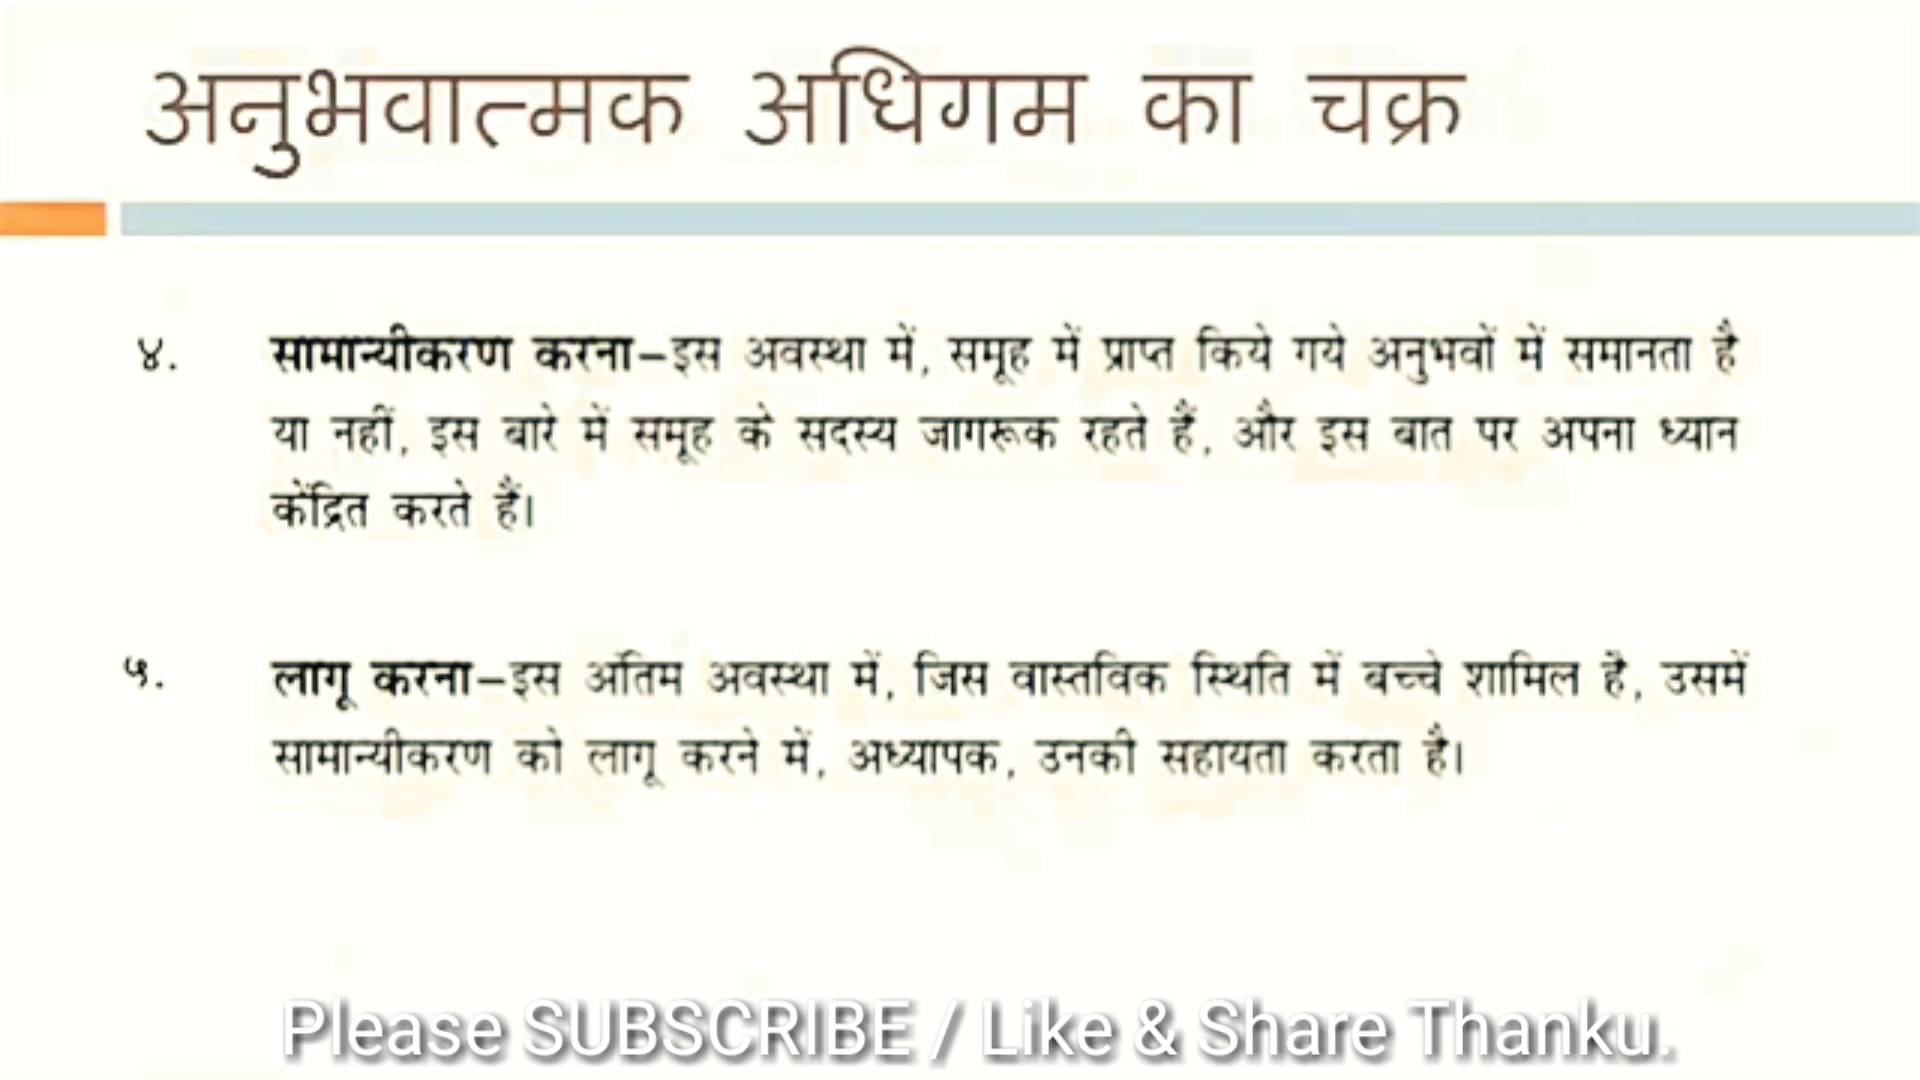 अनुभवात्मक अधिगम का चक्र
४. सामान्यीकरण करना–इस अवस्था में, समूह में प्राप्त किये गये अनुभवों में समानता है
या नहीं, इस बारे में समूह के सदस्य जागरूक रहते हैं, और इस बात पर अपना ध्यान
केंद्रित करते हैं।
५. लागू करना–इस अंतिम अवस्था में, जिस वास्तविक स्थिति में बच्चे शामिल है, उसमें
सामान्यीकरण को लागू करने में, अध्यापक, उनकी सहायता करता है।
Please SUBSCRIBE / Like & Share Thanku.